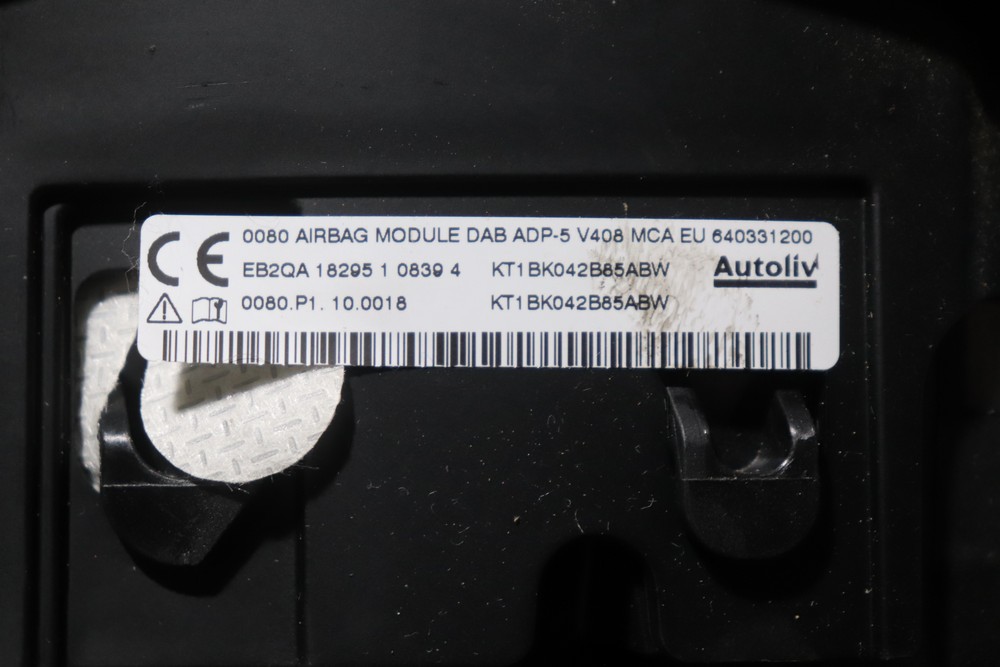 CE 0080 AIRBAG MODULE DAB ADP-5 V408 MCA EU 640331200
EB2QA 18295 1 0839 4 KT1BK042B85ABW Autoliv
0080.P1. 10.0018 KT1BK042B85ABW